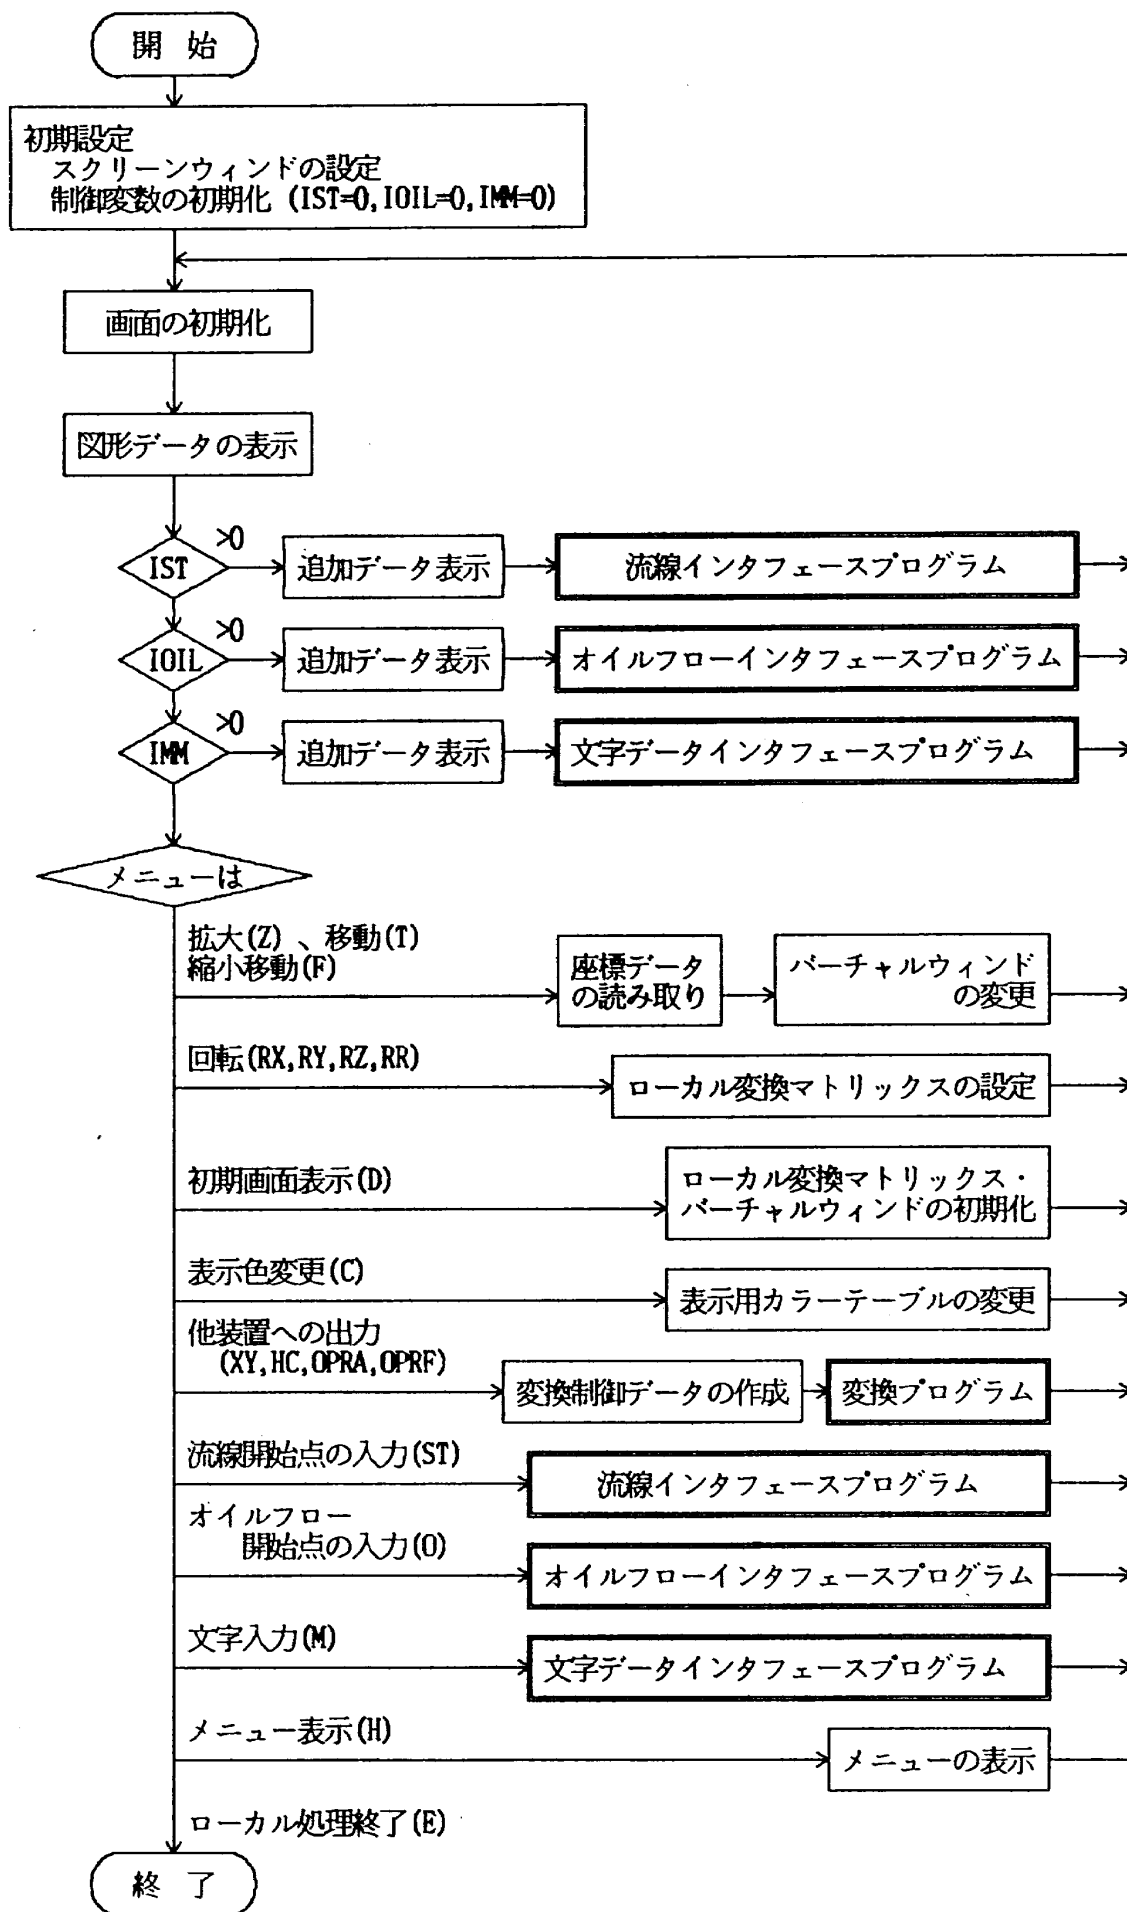 開 始
初期設定
スクリーンウィンドの設定
制御変数の初期化 (IST=0,IOIL=0,IMM=0)
画面の初期化
図形データの表示
IST
>0
追加データ表示
流線インタフェースプログラム
IOIL
>0
追加データ表示
オイルフローインタフェースプログラム
IMM
>0
追加データ表示
文字データインタフェースプログラム
メニューは
拡大(Z) 、移動(T)
縮小移動(F)
座標データ
の読み取り
バーチャルウィンド
の変更
回転(RX,RY,RZ,RR)
ローカル変換マトリックスの設定
初期画面表示(D)
ローカル変換マトリックス・
バーチャルウィンドの初期化
表示色変更(C)
表示用カラーテーブルの変更
他装置への出力
(XY,HC,OPRA,OPRF)
変換制御データの作成
変換プログラム
流線開始点の入力(ST)
流線インタフェースプログラム
オイルフロー
開始点の入力(O)
オイルフローインタフェースプログラム
文字入力(M)
文字データインタフェースプログラム
メニュー表示(H)
メニューの表示
ローカル処理終了(E)
終 了